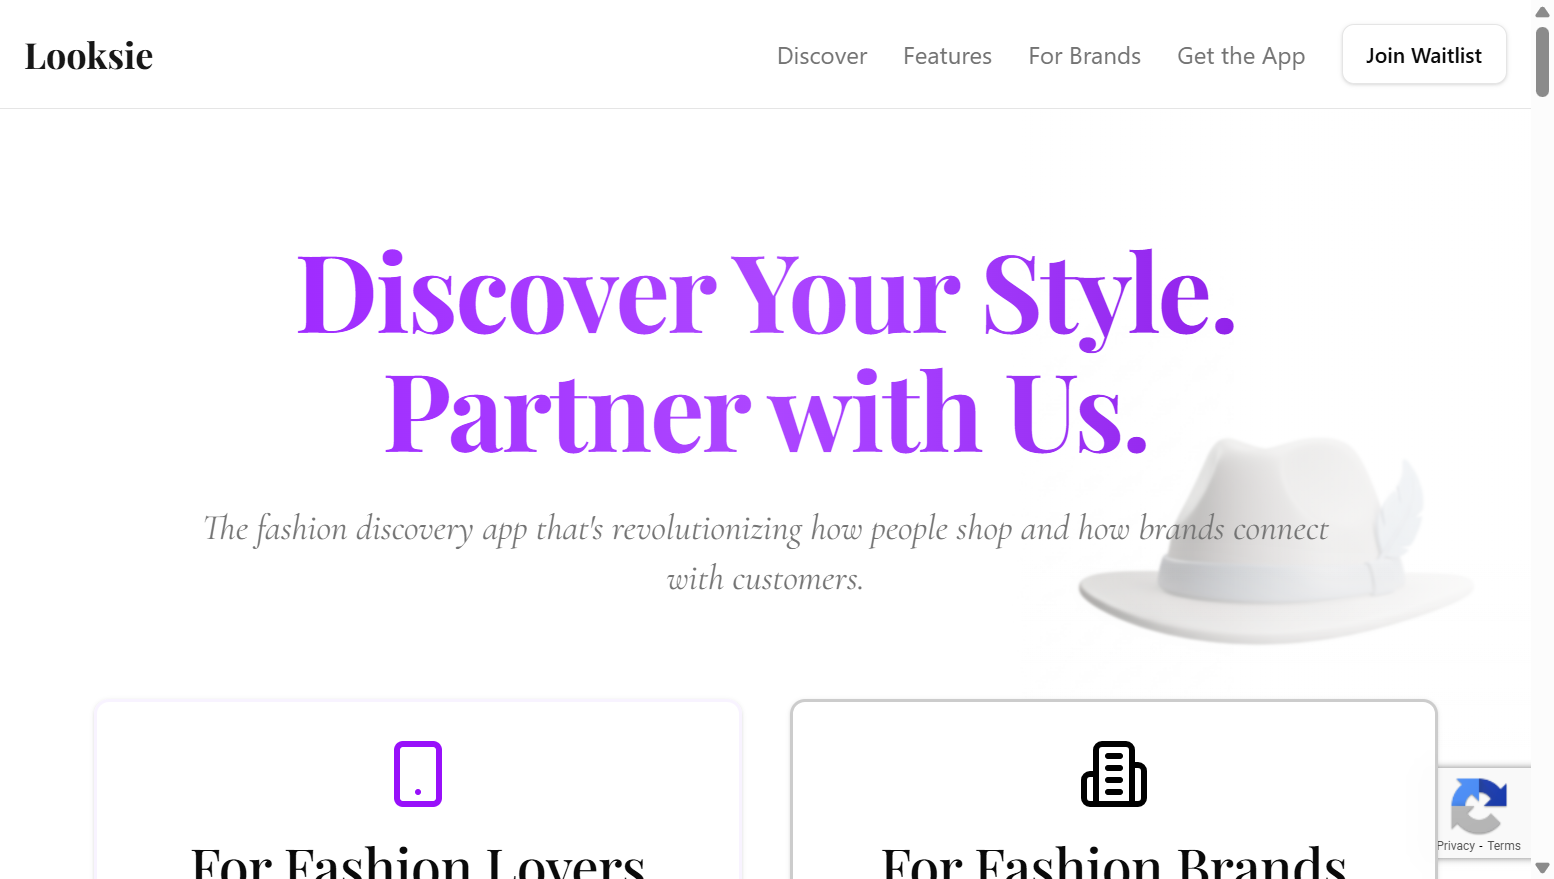 Looksie
Discover
Features
For Brands
Get the App
Join Waitlist
Discover Your Style.
Partner with Us.
The fashion discovery app that's revolutionizing how people shop and how brands connect
with customers.
For Fashion Lovers
For Fashion Brands
Privacy - Terms